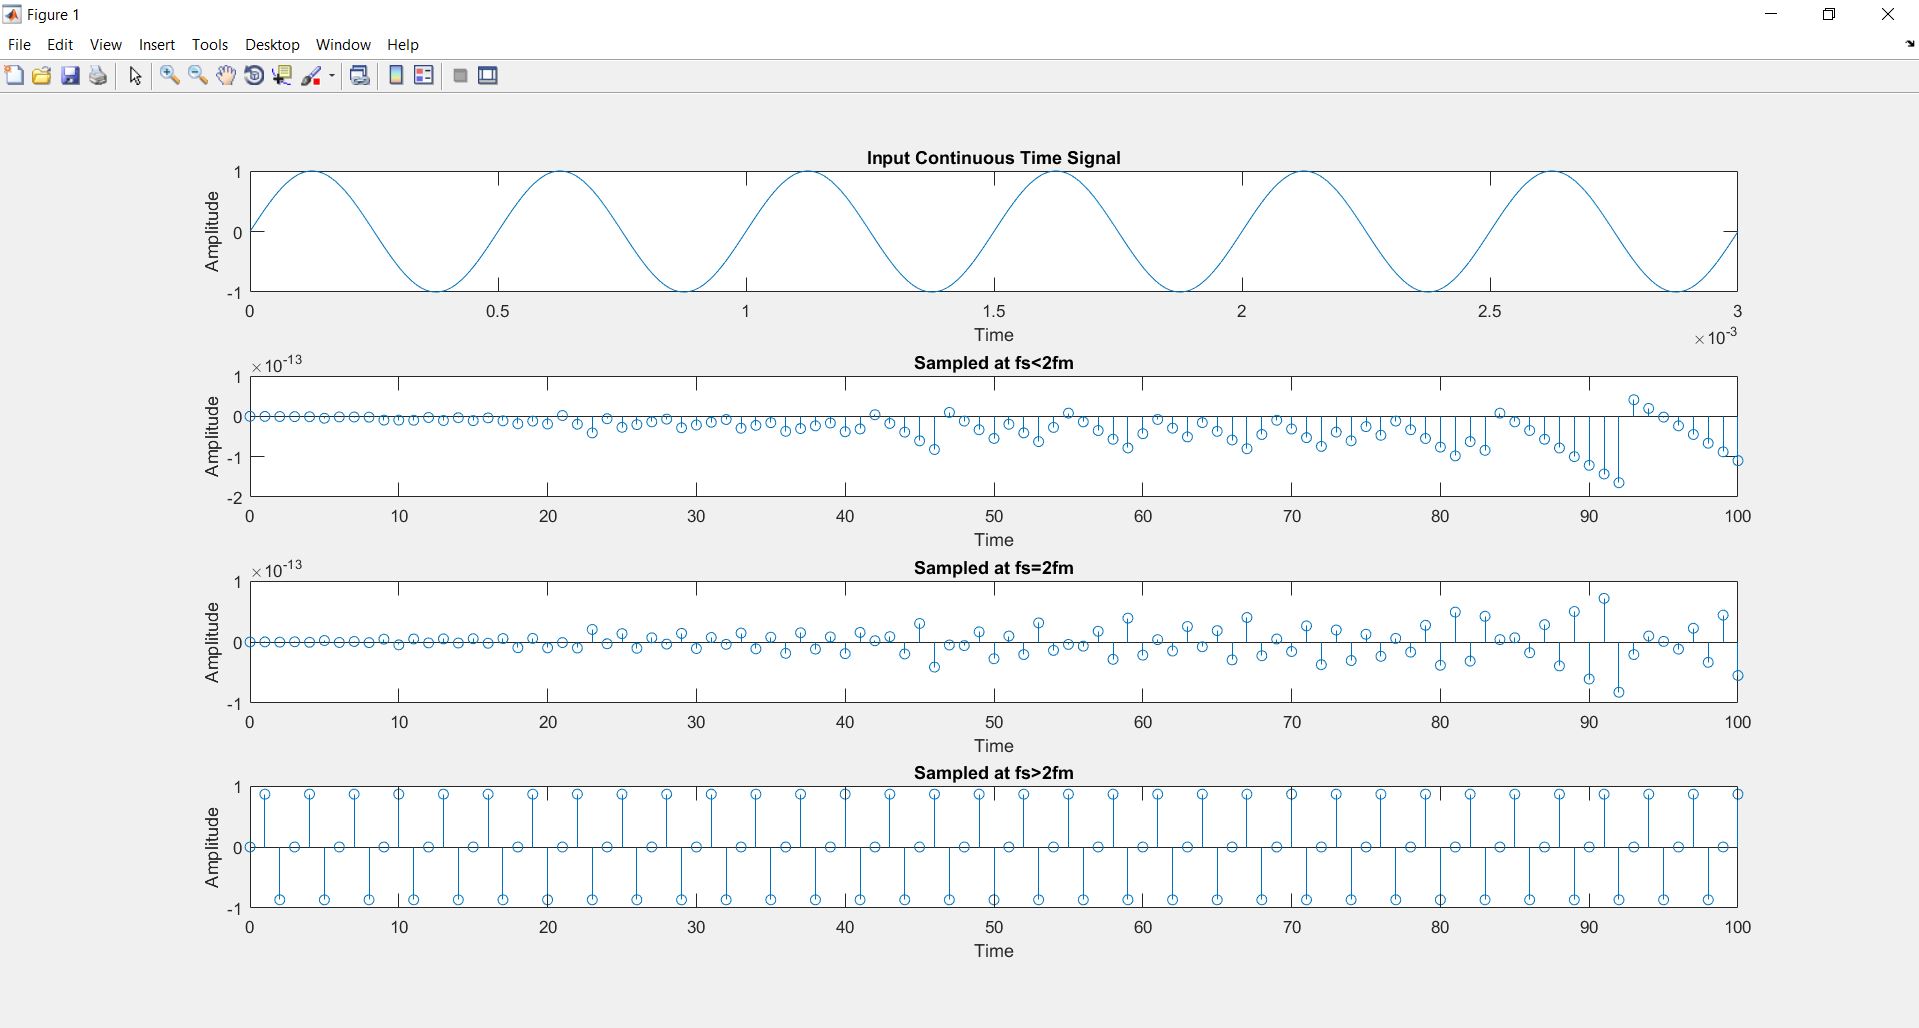 Figure 1
File Edit View Insert Tools Desktop Window Help
Input Continuous Time Signal
Amplitude
1
0
-1
0 0.5 1 1.5 2 2.5 3
Time
×10-3
Sampled at fs<2fm
×10-13
Amplitude
1
0
-1
-2
0 10 20 30 40 50 60 70 80 90 100
Time
Sampled at fs=2fm
×10-13
Amplitude
1
0
-1
0 10 20 30 40 50 60 70 80 90 100
Time
Sampled at fs>2fm
Amplitude
1
0
-1
0 10 20 30 40 50 60 70 80 90 100
Time